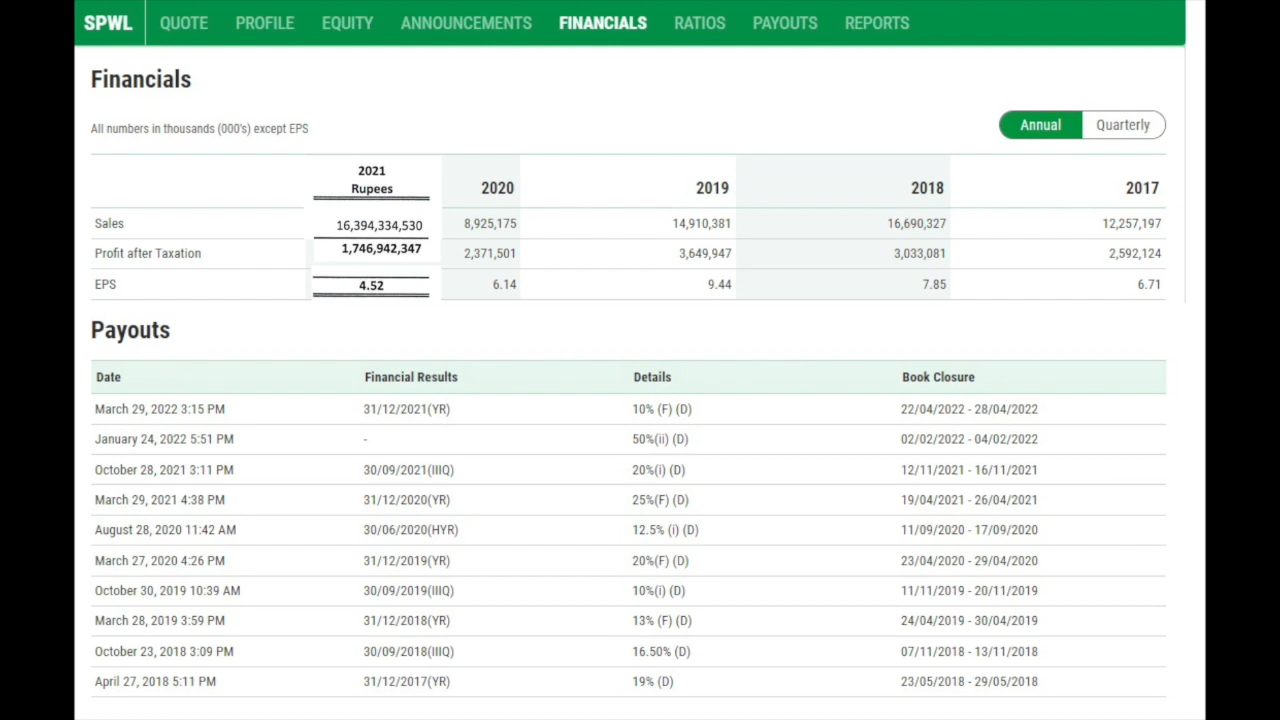 SPWL QUOTE PROFILE EQUITY ANNOUNCEMENTS FINANCIALS RATIOS PAYOUTS REPORTS
Financials
All numbers in thousands (000's) except EPS
Annual Quarterly
2021
Rupees 2020 2019 2018 2017
Sales 16,394,334,530 8,925,175 14,910,381 16,690,327 12,257,197
Profit after Taxation 1,746,942,347 2,371,501 3,649,947 3,033,081 2,592,124
EPS 4.52 6.14 9.44 7.85 6.71
Payouts
Date Financial Results Details Book Closure
March 29, 2022 3:15 PM 31/12/2021(YR) 10% (F) (D) 22/04/2022 - 28/04/2022
January 24, 2022 5:51 PM - 50%(ii) (D) 02/02/2022 - 04/02/2022
October 28, 2021 3:11 PM 30/09/2021(IIIQ) 20%(i) (D) 12/11/2021 - 16/11/2021
March 29, 2021 4:38 PM 31/12/2020(YR) 25%(F) (D) 19/04/2021 - 26/04/2021
August 28, 2020 11:42 AM 30/06/2020(HYR) 12.5% (i) (D) 11/09/2020 - 17/09/2020
March 27, 2020 4:26 PM 31/12/2019(YR) 20%(F) (D) 23/04/2020 - 29/04/2020
October 30, 2019 10:39 AM 30/09/2019(IIIQ) 10%(i) (D) 11/11/2019 - 20/11/2019
March 28, 2019 3:59 PM 31/12/2018(YR) 13% (F) (D) 24/04/2019 - 30/04/2019
October 23, 2018 3:09 PM 30/09/2018(IIIQ) 16.50% (D) 07/11/2018 - 13/11/2018
April 27, 2018 5:11 PM 31/12/2017(YR) 19% (D) 23/05/2018 - 29/05/2018